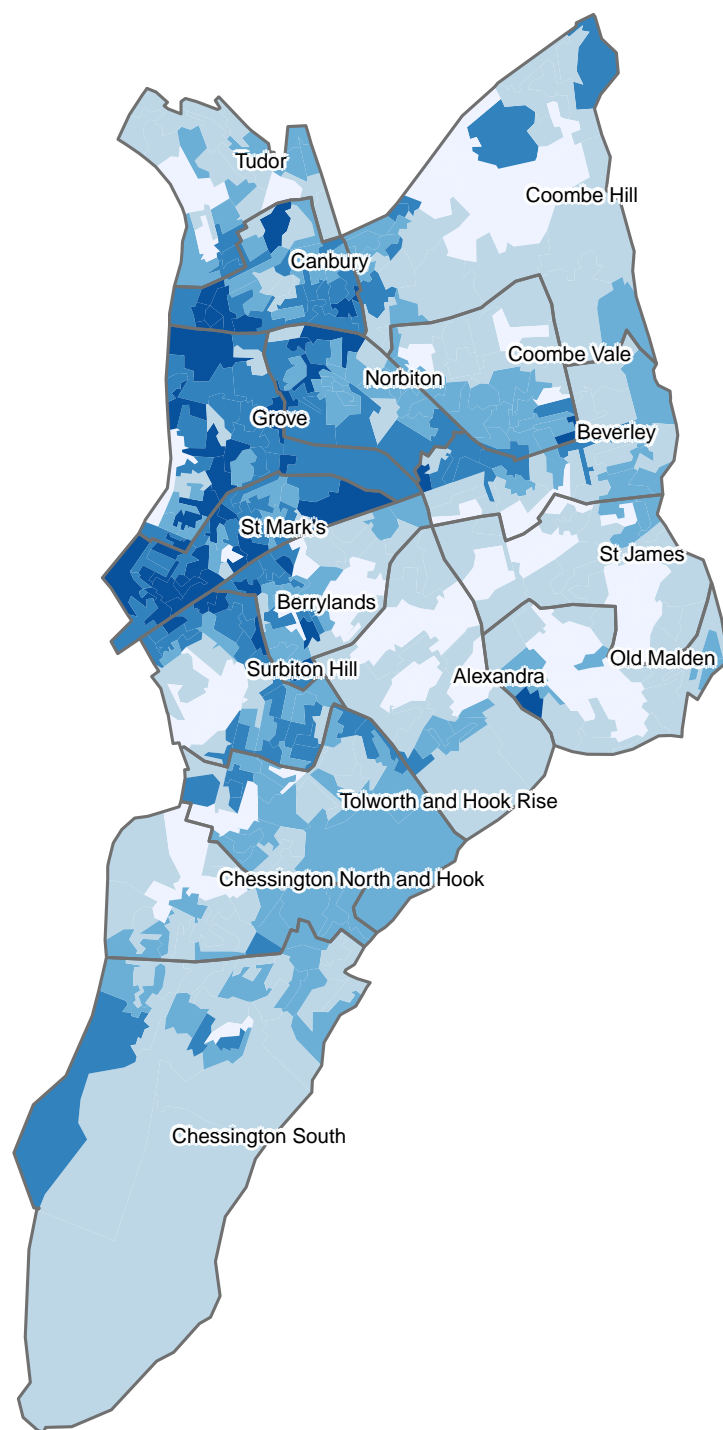 Tudor
Coombe Hill
Canbury
Coombe Vale
Norbiton
Grove
Beverley
St Mark's
St James
Berrylands
Surbiton Hill
Old Malden
Alexandra
Tolworth and Hook Rise
Chessington North and Hook
Chessington South